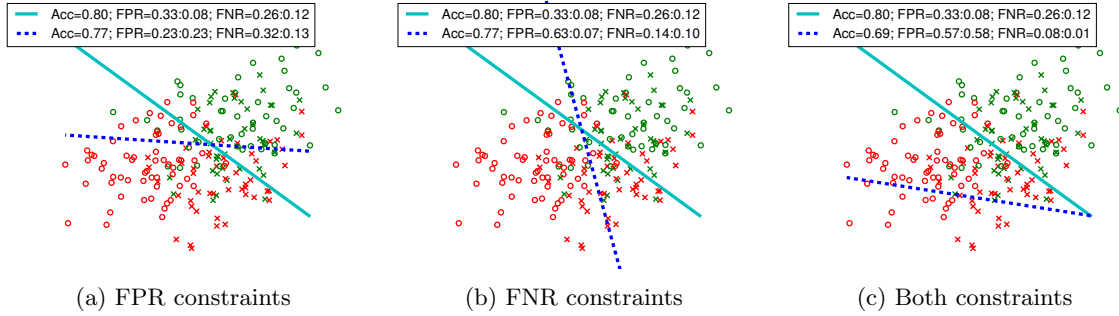 Acc=0.80; FPR=0.33:0.08; FNR=0.26:0.12
Acc=0.77; FPR=0.23:0.23; FNR=0.32:0.13
(a) FPR constraints
Acc=0.80; FPR=0.33:0.08; FNR=0.26:0.12
Acc=0.77; FPR=0.63:0.07; FNR=0.14:0.10
(b) FNR constraints
Acc=0.80; FPR=0.33:0.08; FNR=0.26:0.12
Acc=0.69; FPR=0.57:0.58; FNR=0.08:0.01
(c) Both constraints